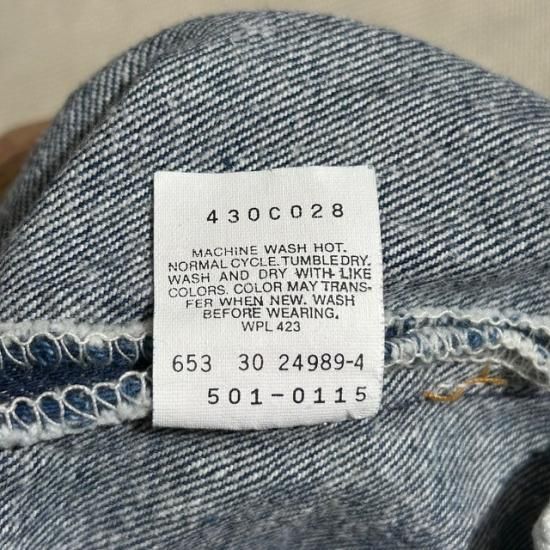 430C028
MACHINE WASH HOT.
NORMAL CYCLE. TUMBLE DRY.
WASH AND DRY WITH LIKE
COLORS. COLOR MAY TRANS-
FER WHEN NEW. WASH
BEFORE WEARING.
WPL 423
653 30 24989-4
501-0115